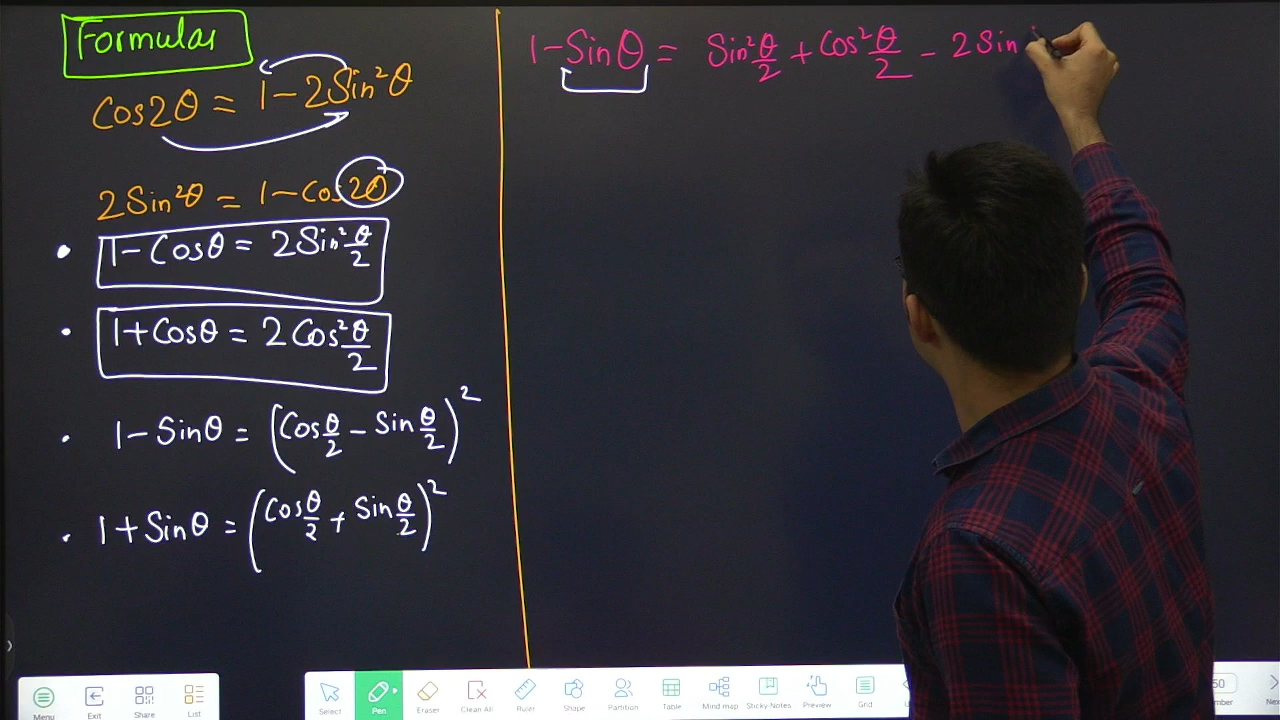 Formulas
Cos2θ = 1-2Sin²θ
2Sin²θ = 1-Cos2θ
• 1-Cosθ = 2Sin²θ/2
• 1+Cosθ = 2Cos²θ/2
• 1-Sinθ = (Cosθ/2 - Sinθ/2)²
• 1+Sinθ = (Cosθ/2 + Sinθ/2)²
1-Sinθ = Sin²θ/2 + Cos²θ/2 - 2Sin
Menu Exit Share List
Select Pen Eraser Clean All Ruler Shape Partition Table Mind map Sticky-Notes Preview Grid
50